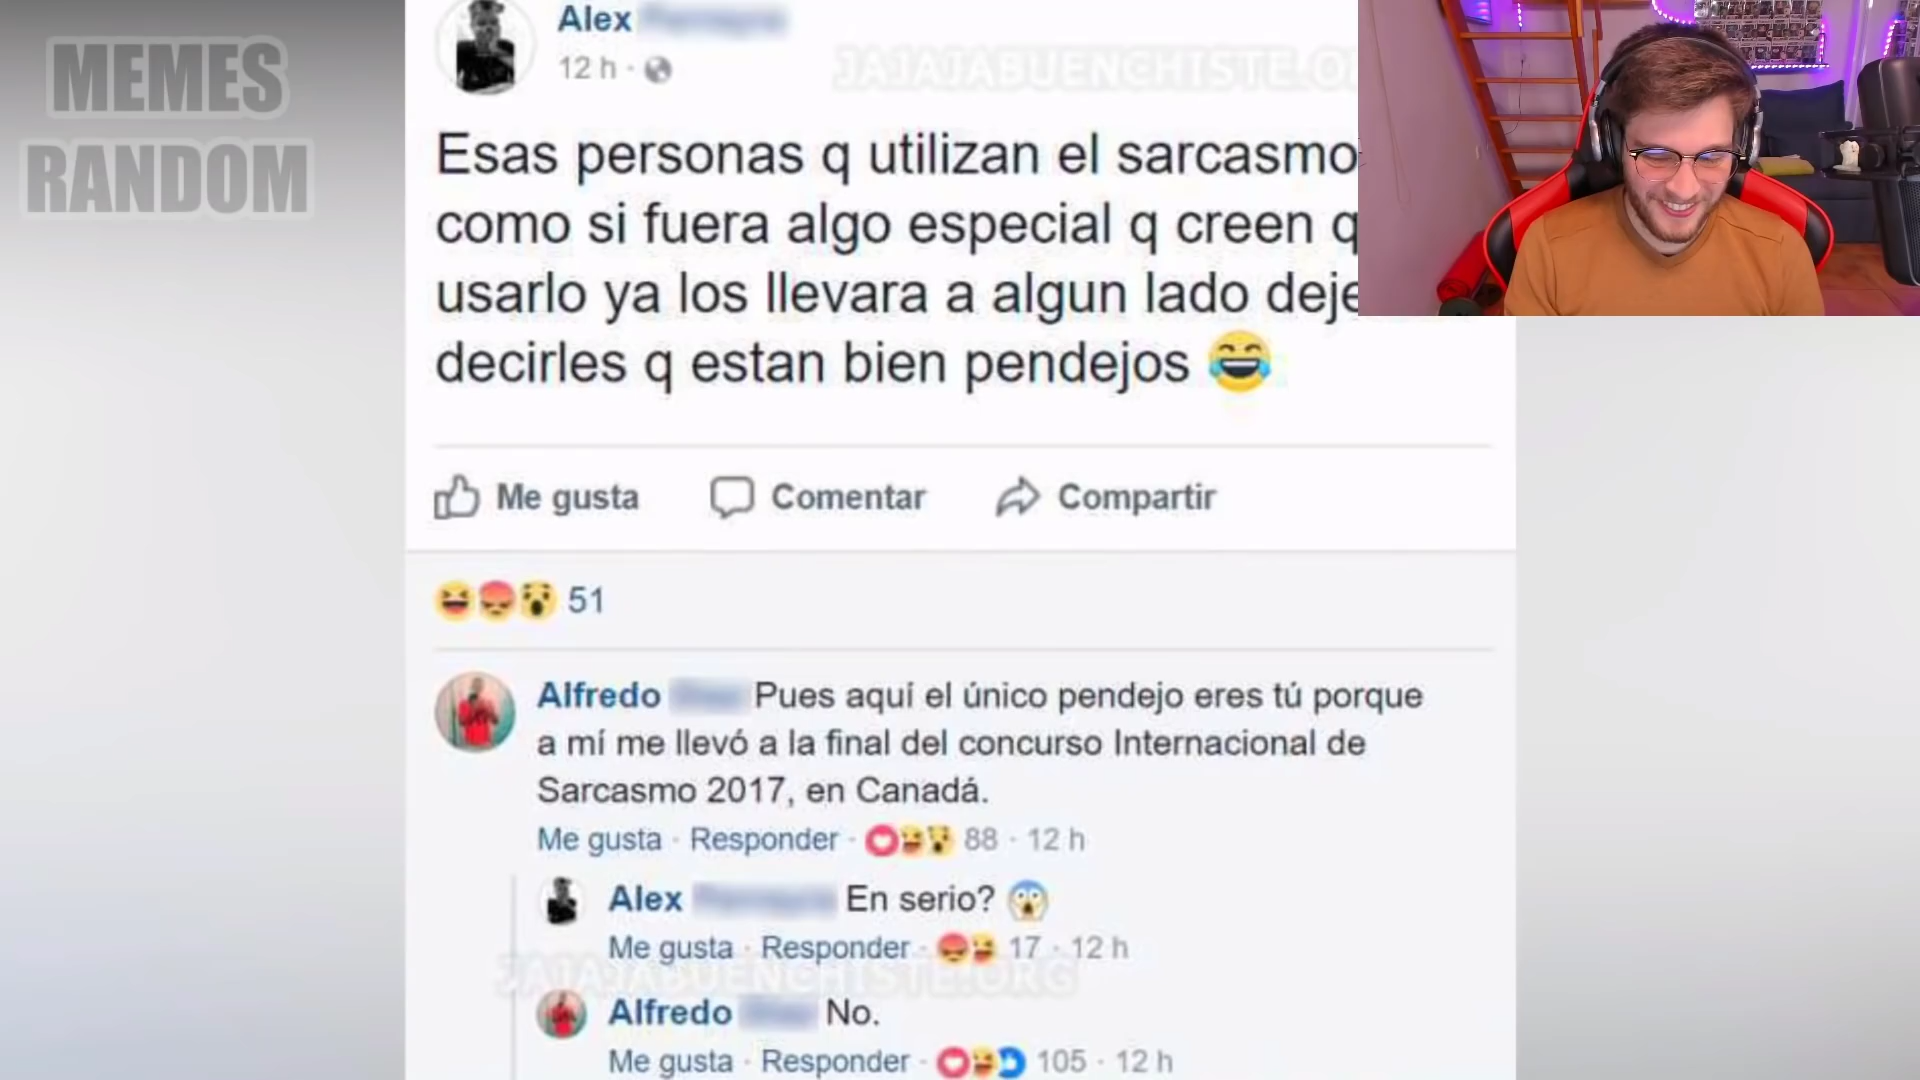 MEMES
RANDOM
Alex
12 h ·
JAJAJABUENCHISTE.O
Esas personas q utilizan el sarcasmo
como si fuera algo especial q creen q
usarlo ya los llevara a algun lado deje
decirles q estan bien pendejos 😂
Me gusta Comentar Compartir
51
Alfredo Pues aquí el único pendejo eres tú porque
a mí me llevó a la final del concurso Internacional de
Sarcasmo 2017, en Canadá.
Me gusta · Responder · 88 · 12 h
Alex En serio? 😱
Me gusta · Responder · 17 · 12 h
JAJAJABUENCHISTE.ORG
Alfredo No.
Me gusta · Responder · 105 · 12 h